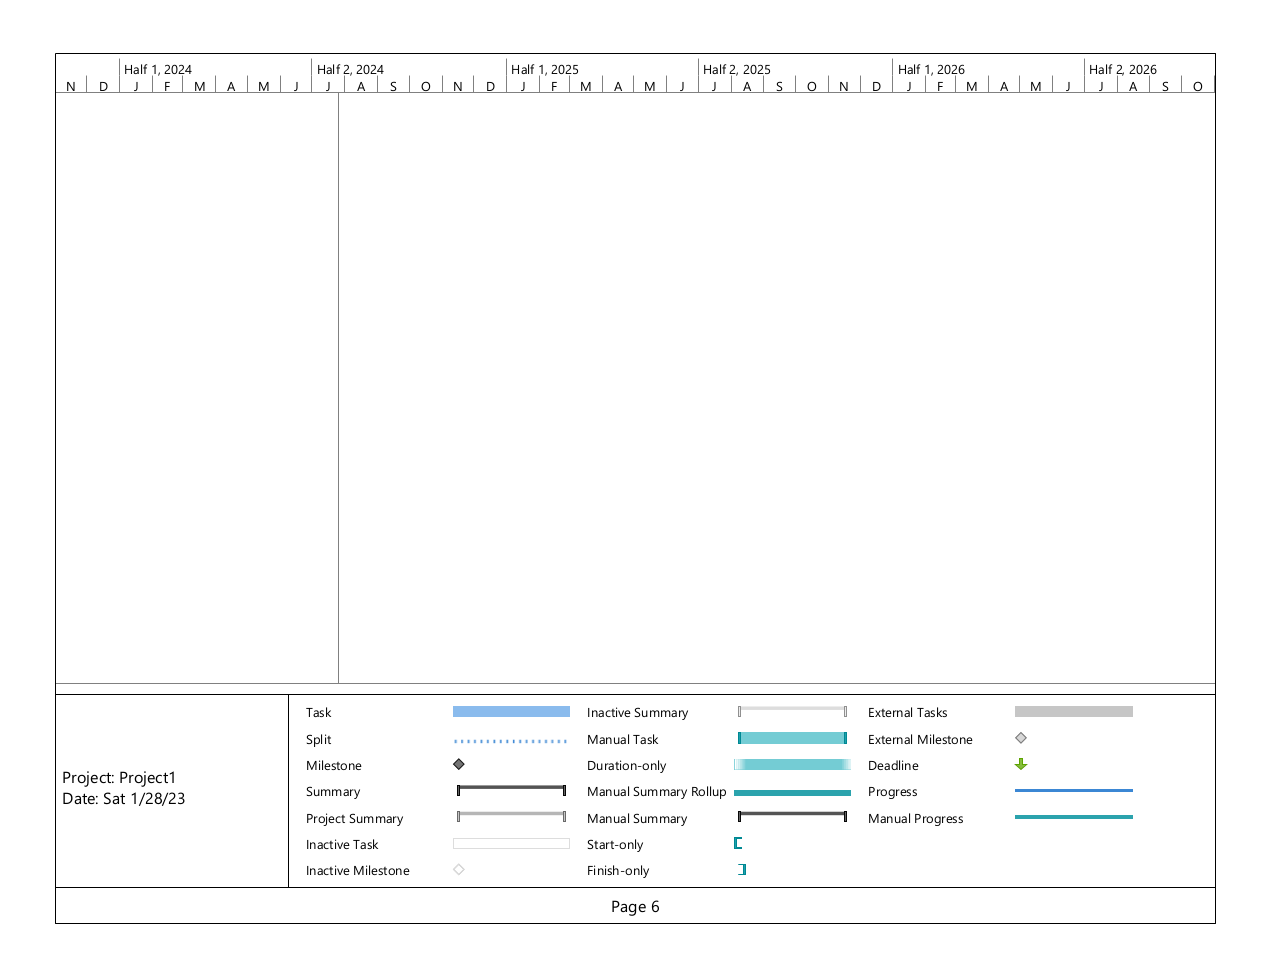 Half 1, 2024 Half 2, 2024 Half 1, 2025 Half 2, 2025 Half 1, 2026 Half 2, 2026
N D J F M A M J J A S O N D J F M A M J J A S O N D J F M A M J J A S O
Task
Split
Milestone
Summary
Project Summary
Inactive Task
Inactive Milestone
Inactive Summary
Manual Task
Duration-only
Manual Summary Rollup
Manual Summary
Start-only
Finish-only
External Tasks
External Milestone
Deadline
Progress
Manual Progress
Project: Project1
Date: Sat 1/28/23
Page 6